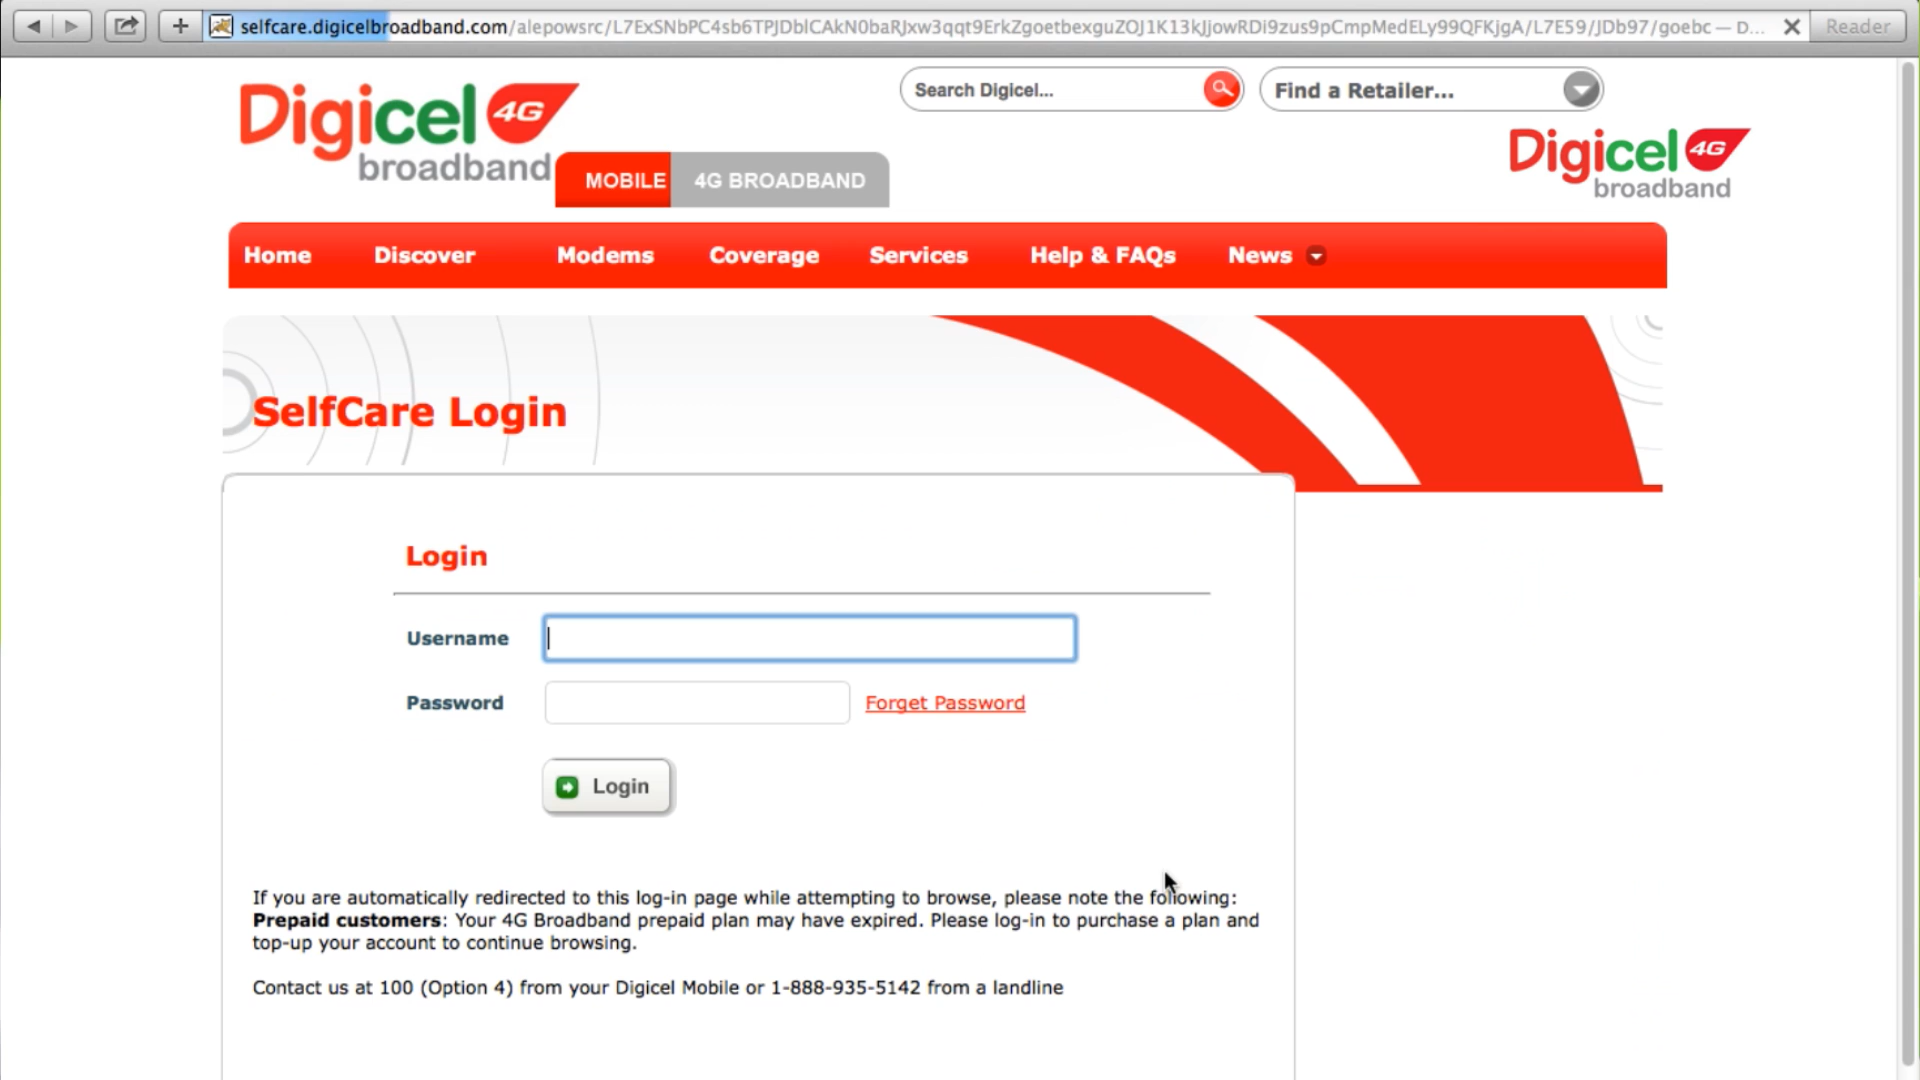 selfcare.digicelbroadband.com/alepowsrc/L7ExSNbPC4sb6TPJDblCAkN0baRJxw3qqt9ErkZgoetbexguZOJ1K13kJjowRDi9zus9pCmpMedELy99QFKjgA/L7E59/JDb97/goebc — D...
Reader
Digicel 4G
broadband
Search Digicel...
Find a Retailer...
Digicel 4G
broadband
MOBILE
4G BROADBAND
Home
Discover
Modems
Coverage
Services
Help & FAQs
News
SelfCare Login
Login
Username
Password
Forget Password
Login
If you are automatically redirected to this log-in page while attempting to browse, please note the following:
Prepaid customers: Your 4G Broadband prepaid plan may have expired. Please log-in to purchase a plan and
top-up your account to continue browsing.
Contact us at 100 (Option 4) from your Digicel Mobile or 1-888-935-5142 from a landline